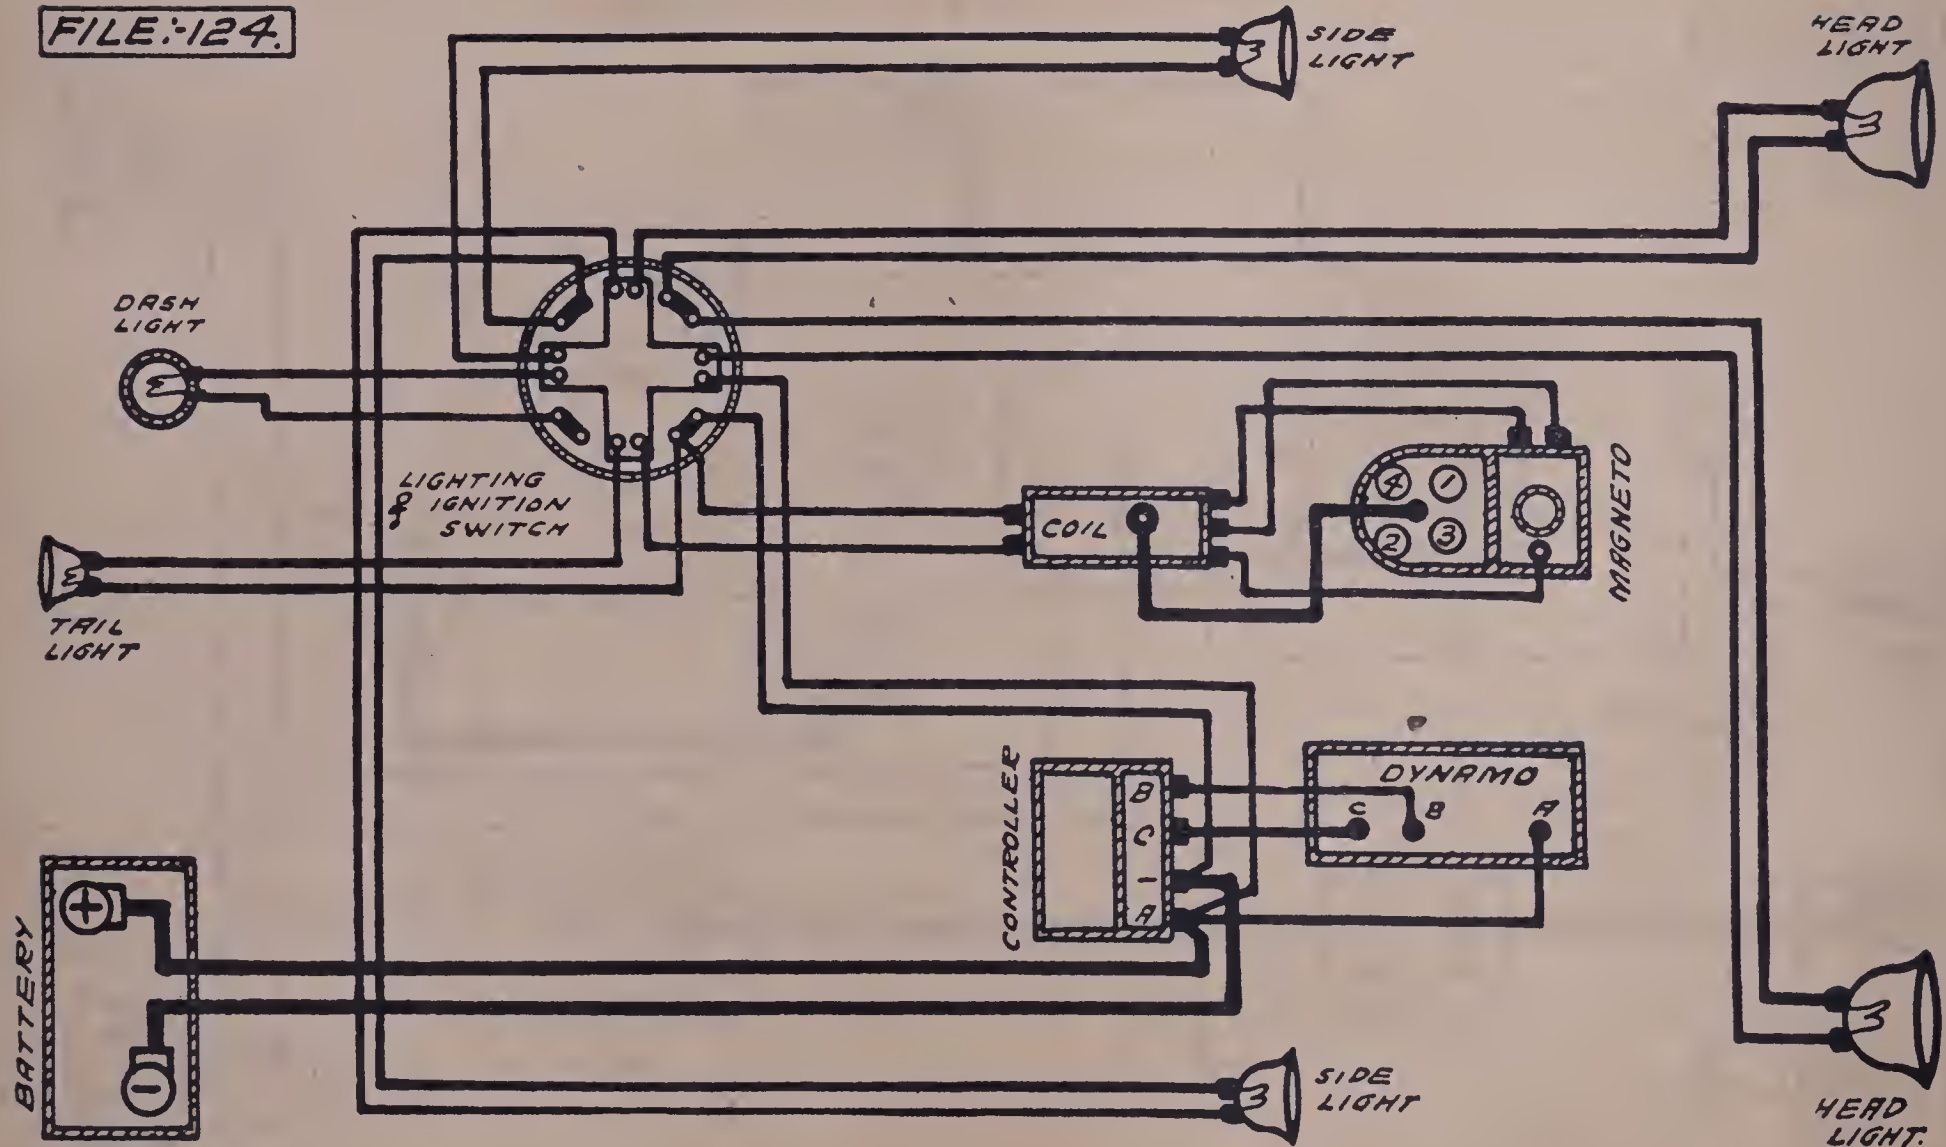 FILE:-124.
SIDE
LIGHT
HEAD
LIGHT
DASH
LIGHT
LIGHTING
& IGNITION
SWITCH
COIL
4
1
2
3
MAGNETO
TAIL
LIGHT
CONTROLLER
B
C
-
A
DYNAMO
C
B
A
BATTERY
+
-
SIDE
LIGHT
HEAD
LIGHT.